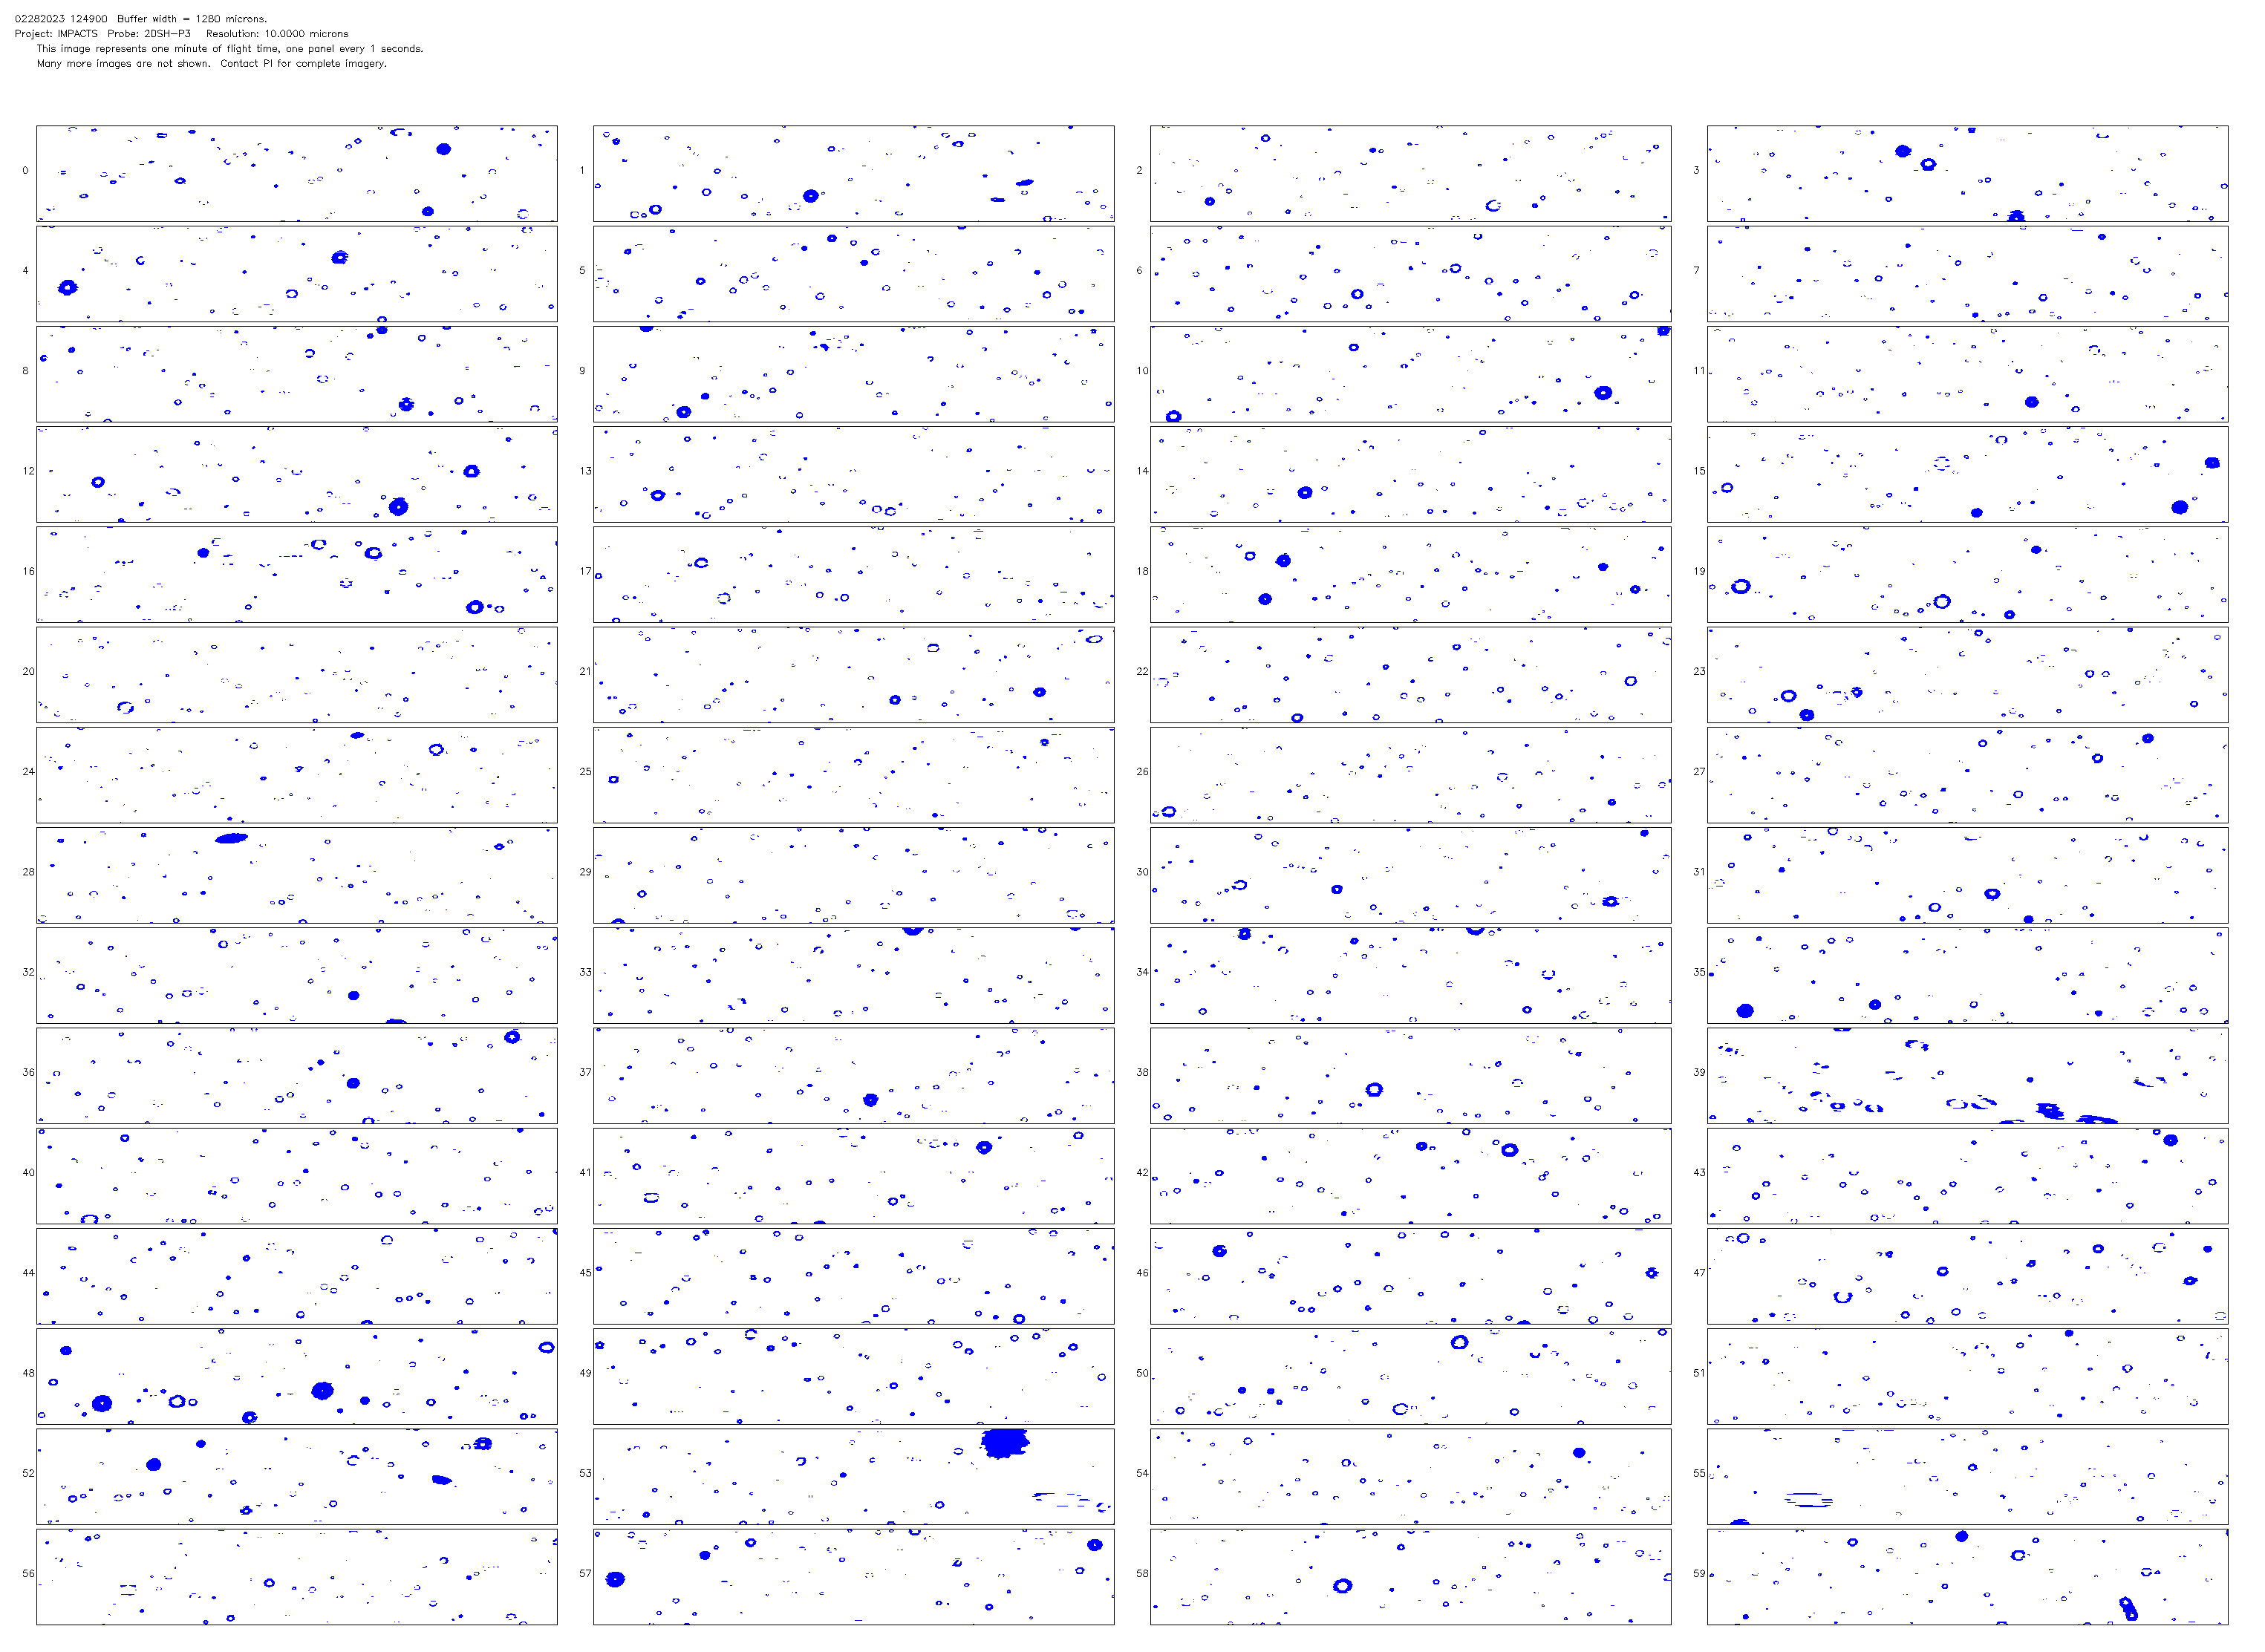 02282023 124900 Buffer width = 1280 microns.
Project: IMPACTS Probe: 2DSH-P3 Resolution: 10.0000 microns
This image represents one minute of flight time, one panel every 1 seconds.
Many more images are not shown. Contact PI for complete imagery.
0 1 2 3
4 5 6 7
8 9 10 11
12 13 14 15
16 17 18 19
20 21 22 23
24 25 26 27
28 29 30 31
32 33 34 35
36 37 38 39
40 41 42 43
44 45 46 47
48 49 50 51
52 53 54 55
56 57 58 59